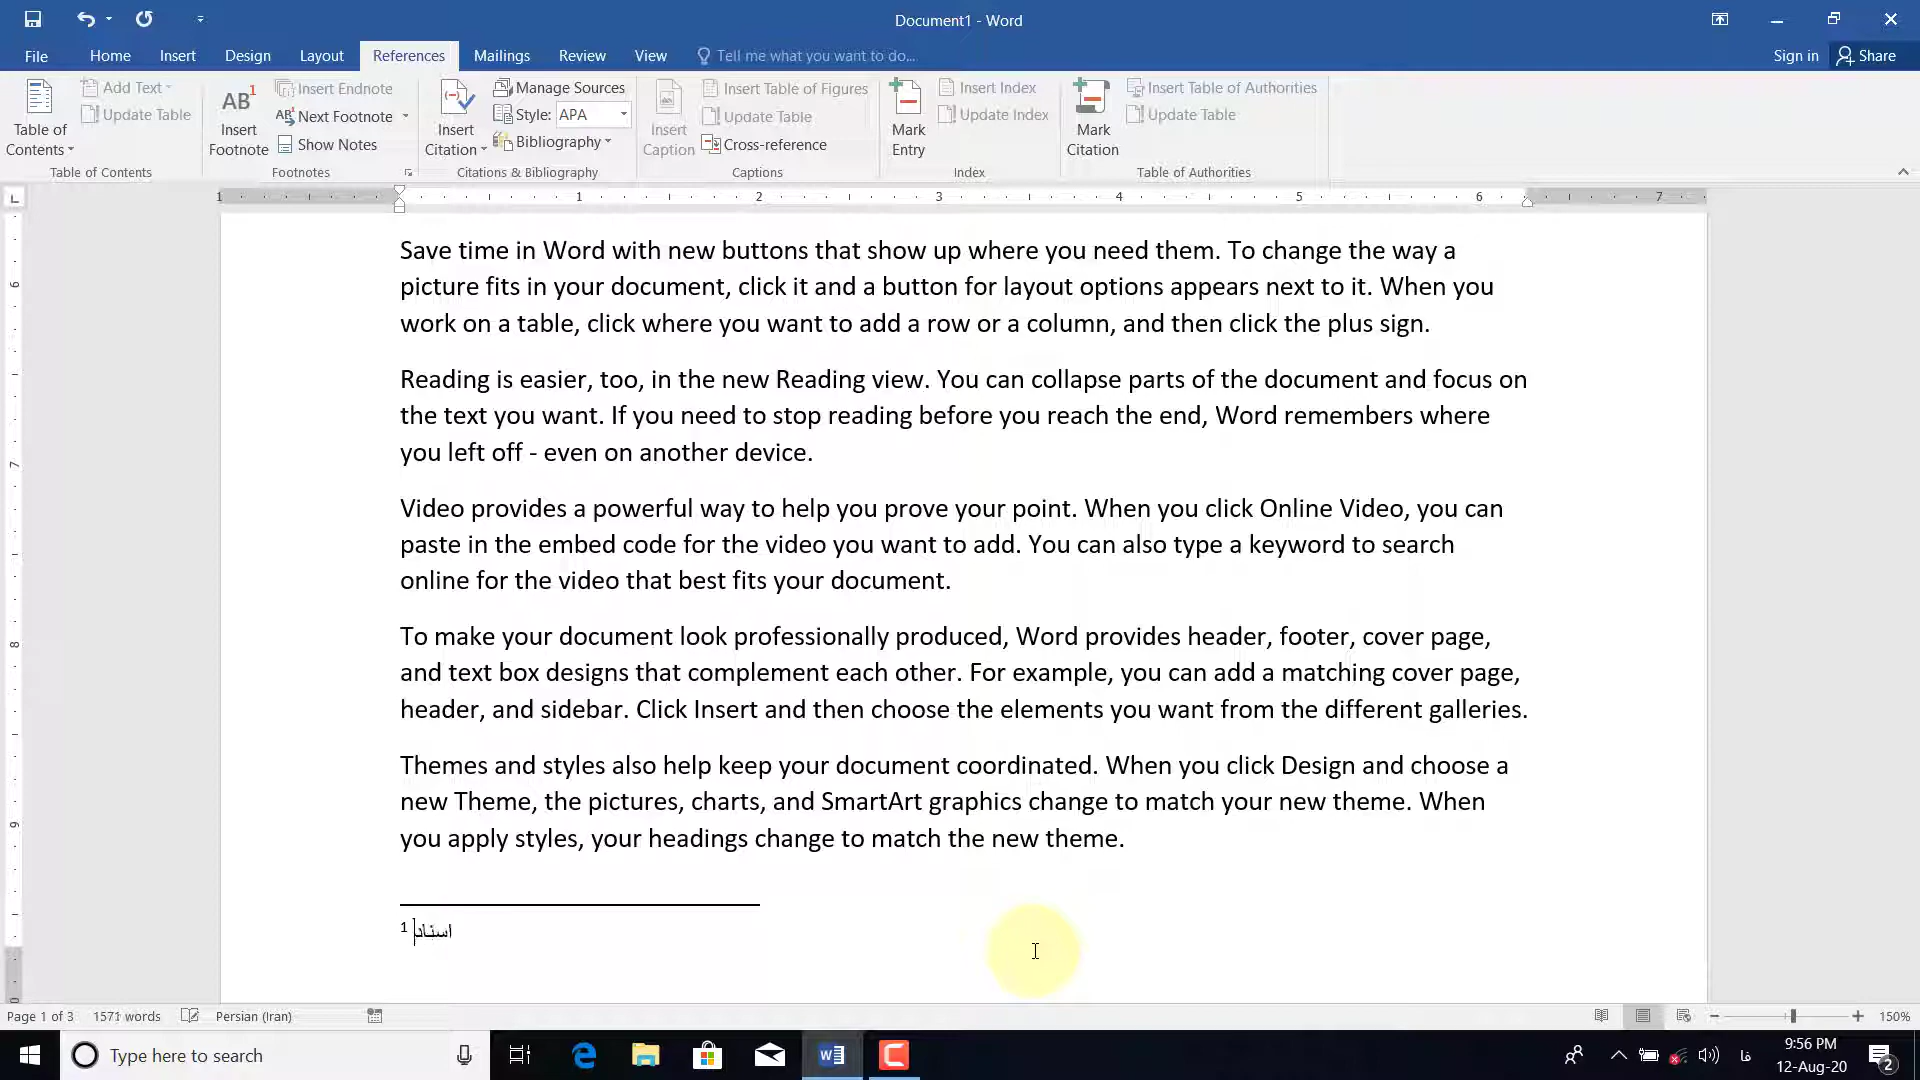 Document1 - Word
File Home Insert Design Layout References Mailings Review View Tell me what you want to do... Sign in Share
Table of Contents
Add Text
Update Table
Table of Contents
AB1 Insert Footnote
Insert Endnote
Next Footnote
Show Notes
Footnotes
Insert Citation
Manage Sources
Style: APA
Bibliography
Citations & Bibliography
Insert Caption
Insert Table of Figures
Update Table
Cross-reference
Captions
Mark Entry
Insert Index
Update Index
Index
Mark Citation
Insert Table of Authorities
Update Table
Table of Authorities
1 1 2 3 4 5 6 7
6
7
8
9
Save time in Word with new buttons that show up where you need them. To change the way a
picture fits in your document, click it and a button for layout options appears next to it. When you
work on a table, click where you want to add a row or a column, and then click the plus sign.
Reading is easier, too, in the new Reading view. You can collapse parts of the document and focus on
the text you want. If you need to stop reading before you reach the end, Word remembers where
you left off - even on another device.
Video provides a powerful way to help you prove your point. When you click Online Video, you can
paste in the embed code for the video you want to add. You can also type a keyword to search
online for the video that best fits your document.
To make your document look professionally produced, Word provides header, footer, cover page,
and text box designs that complement each other. For example, you can add a matching cover page,
header, and sidebar. Click Insert and then choose the elements you want from the different galleries.
Themes and styles also help keep your document coordinated. When you click Design and choose a
new Theme, the pictures, charts, and SmartArt graphics change to match your new theme. When
you apply styles, your headings change to match the new theme.
1 اسناد
Page 1 of 3 1571 words Persian (Iran) 150%
Type here to search
فا
9:56 PM
12-Aug-20
2